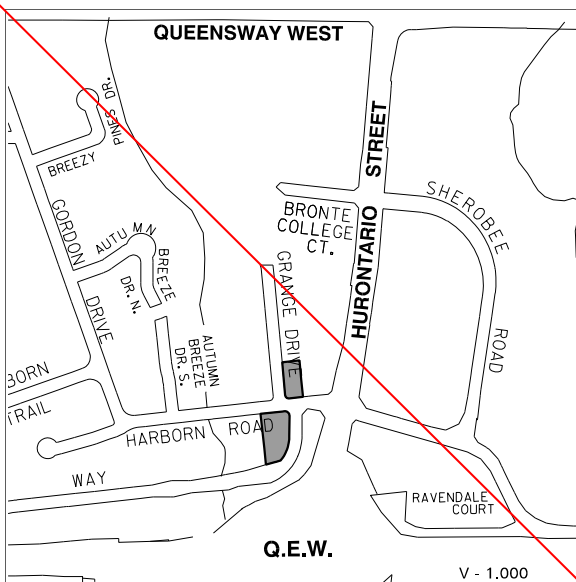 QUEENSWAY WEST
PINES DR.
BREEZY
HURONTARIO STREET
SHEROBEE
ROAD
BRONTE
COLLEGE
CT.
GORDON
DRIVE
AUTUMN
BREEZE
DR. N.
GRANGE DRIVE
AUTUMN
BREEZE
DR. S.
BORN
TRAIL
HARBORN ROAD
WAY
RAVENDALE
COURT
Q.E.W.
V - 1.000